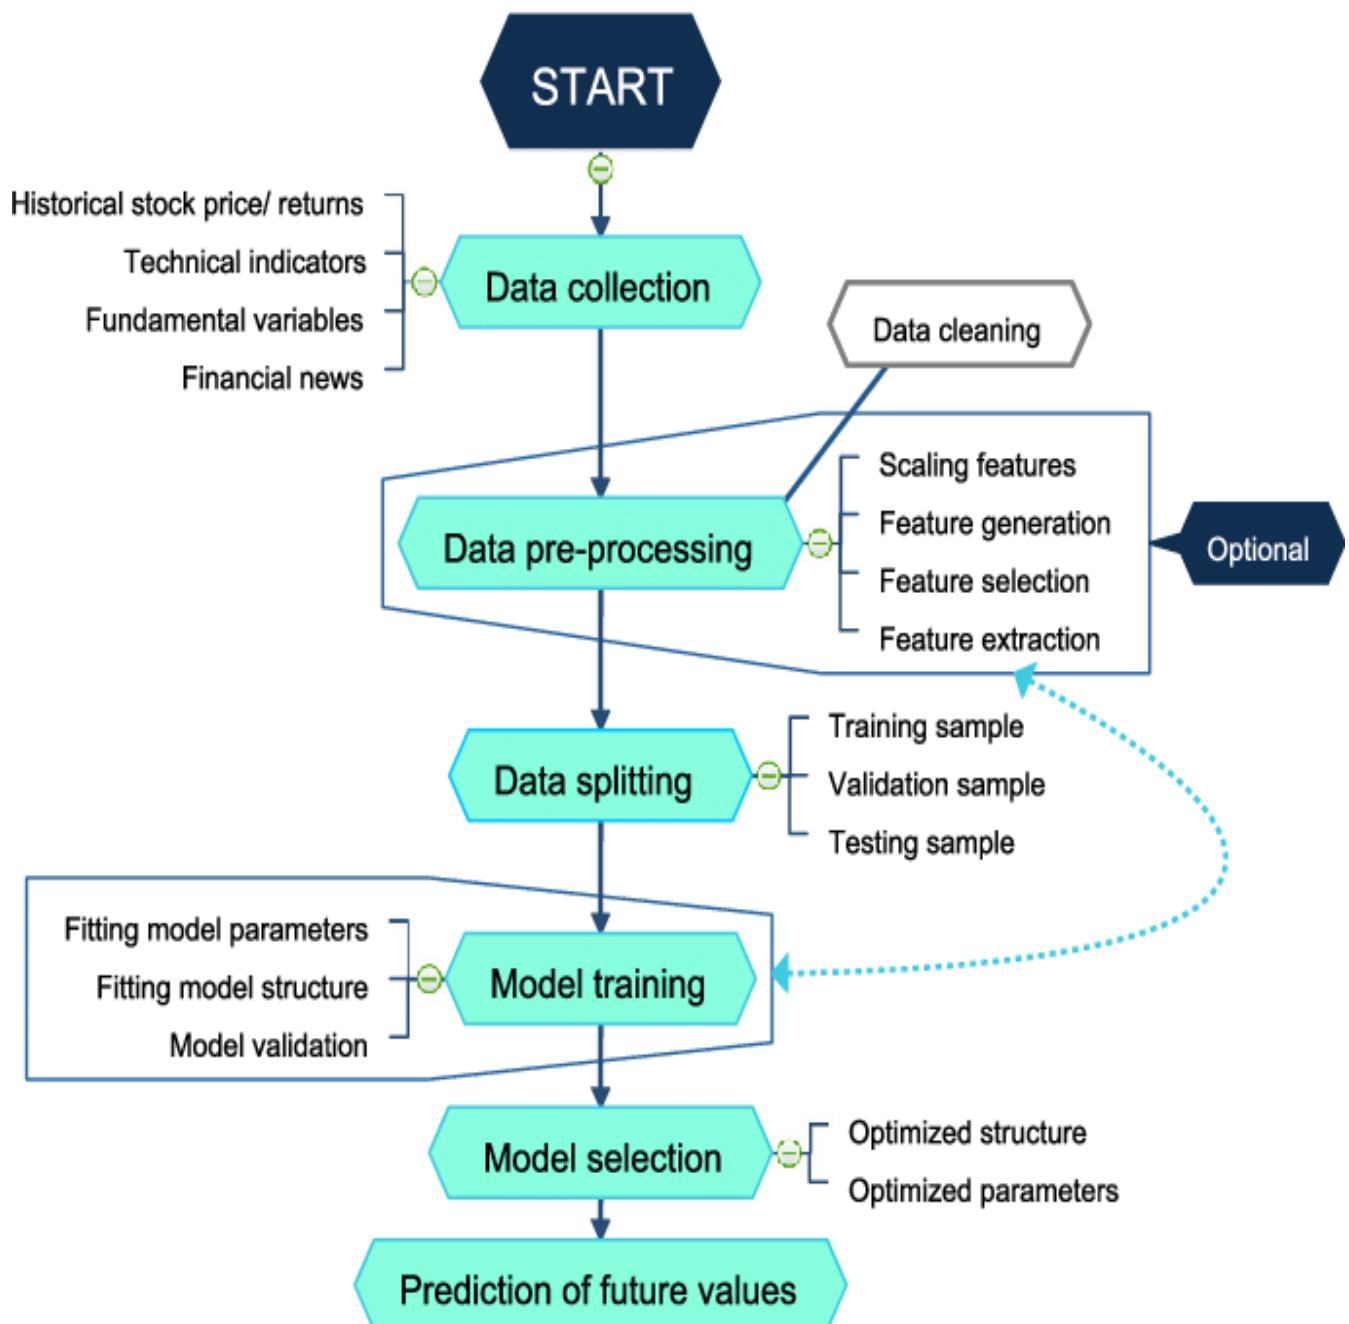 START
Historical stock price/ returns
Technical indicators
Fundamental variables
Financial news
Data collection
Data cleaning
Data pre-processing
Scaling features
Feature generation
Feature selection
Feature extraction
Optional
Data splitting
Training sample
Validation sample
Testing sample
Fitting model parameters
Fitting model structure
Model validation
Model training
Model selection
Optimized structure
Optimized parameters
Prediction of future values